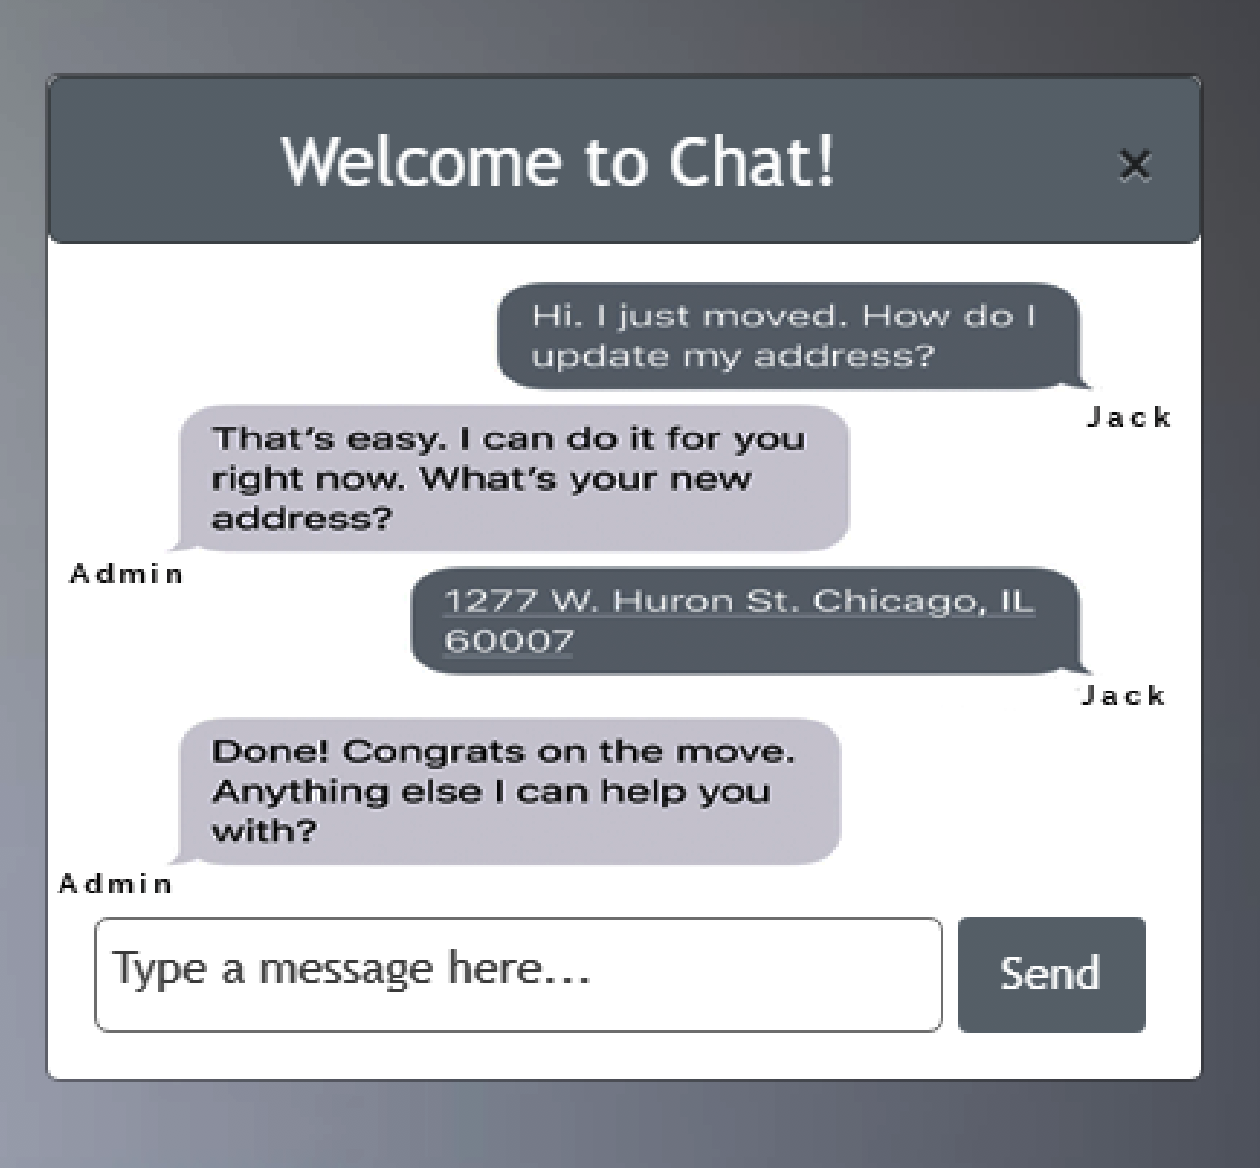 Welcome to Chat!
×
Hi. I just moved. How do I
update my address?
Jack
That's easy. I can do it for you
right now. What's your new
address?
Admin
1277 W. Huron St. Chicago, IL
60007
Jack
Done! Congrats on the move.
Anything else I can help you
with?
Admin
Type a message here...
Send